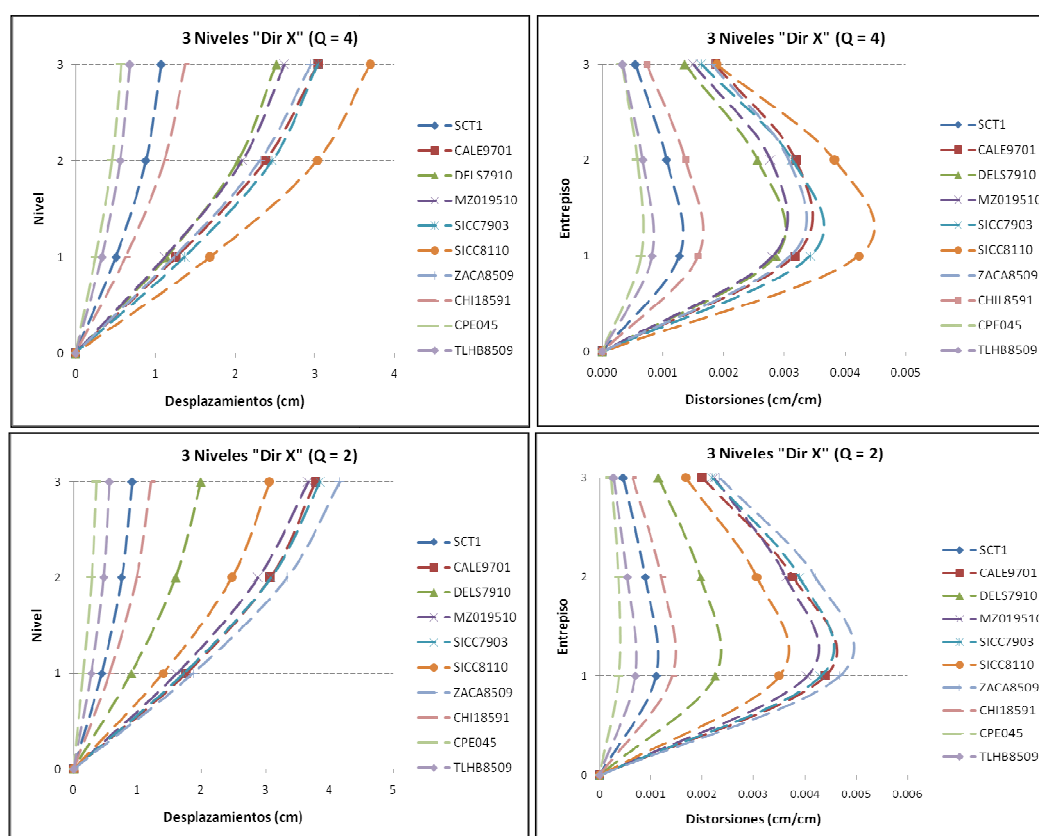 3 Niveles "Dir X" (Q = 4)
Nivel
3
2
1
0
0
1
2
3
4
Desplazamientos (cm)
SCT1
CALE9701
DELS7910
MZ019510
SICC7903
SICC8110
ZACA8509
CHI18591
CPE045
TLHB8509
3 Niveles "Dir X" (Q = 4)
Entrepiso
3
2
1
0
0.000
0.001
0.002
0.003
0.004
0.005
Distorsiones (cm/cm)
SCT1
CALE9701
DELS7910
MZ019510
SICC7903
SICC8110
ZACA8509
CHI18591
CPE045
TLHB8509
3 Niveles "Dir X" (Q = 2)
Nivel
3
2
1
0
0
1
2
3
4
5
Desplazamientos (cm)
SCT1
CALE9701
DELS7910
MZ019510
SICC7903
SICC8110
ZACA8509
CHI18591
CPE045
TLHB8509
3 Niveles "Dir X" (Q = 2)
Entrepiso
3
2
1
0
0
0.001
0.002
0.003
0.004
0.005
0.006
Distorsiones (cm/cm)
SCT1
CALE9701
DELS7910
MZ019510
SICC7903
SICC8110
ZACA8509
CHI18591
CPE045
TLHB8509